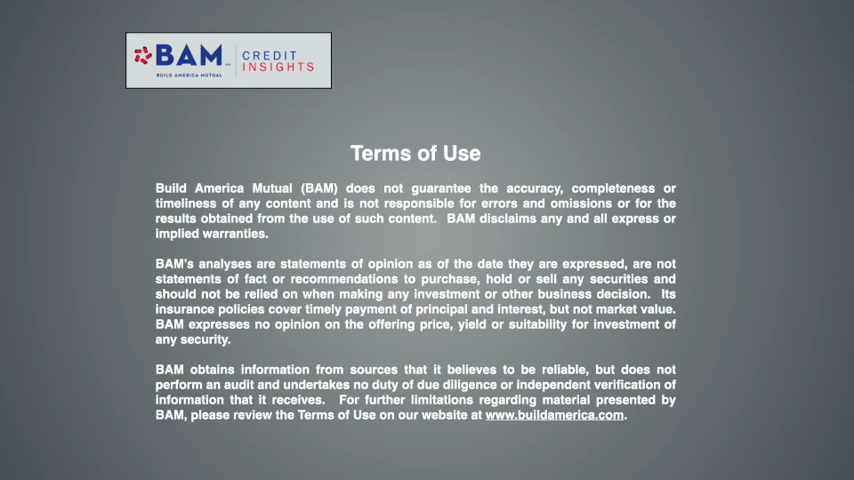 BAM CREDIT
BUILD AMERICA MUTUAL INSIGHTS
Terms of Use
Build America Mutual (BAM) does not guarantee the accuracy, completeness or
timeliness of any content and is not responsible for errors and omissions or for the
results obtained from the use of such content. BAM disclaims any and all express or
implied warranties.
BAM's analyses are statements of opinion as of the date they are expressed, are not
statements of fact or recommendations to purchase, hold or sell any securities and
should not be relied on when making any investment or other business decision. Its
insurance policies cover timely payment of principal and interest, but not market value.
BAM expresses no opinion on the offering price, yield or suitability for investment of
any security.
BAM obtains information from sources that it believes to be reliable, but does not
perform an audit and undertakes no duty of due diligence or independent verification of
information that it receives. For further limitations regarding material presented by
BAM, please review the Terms of Use on our website at www.buildamerica.com.